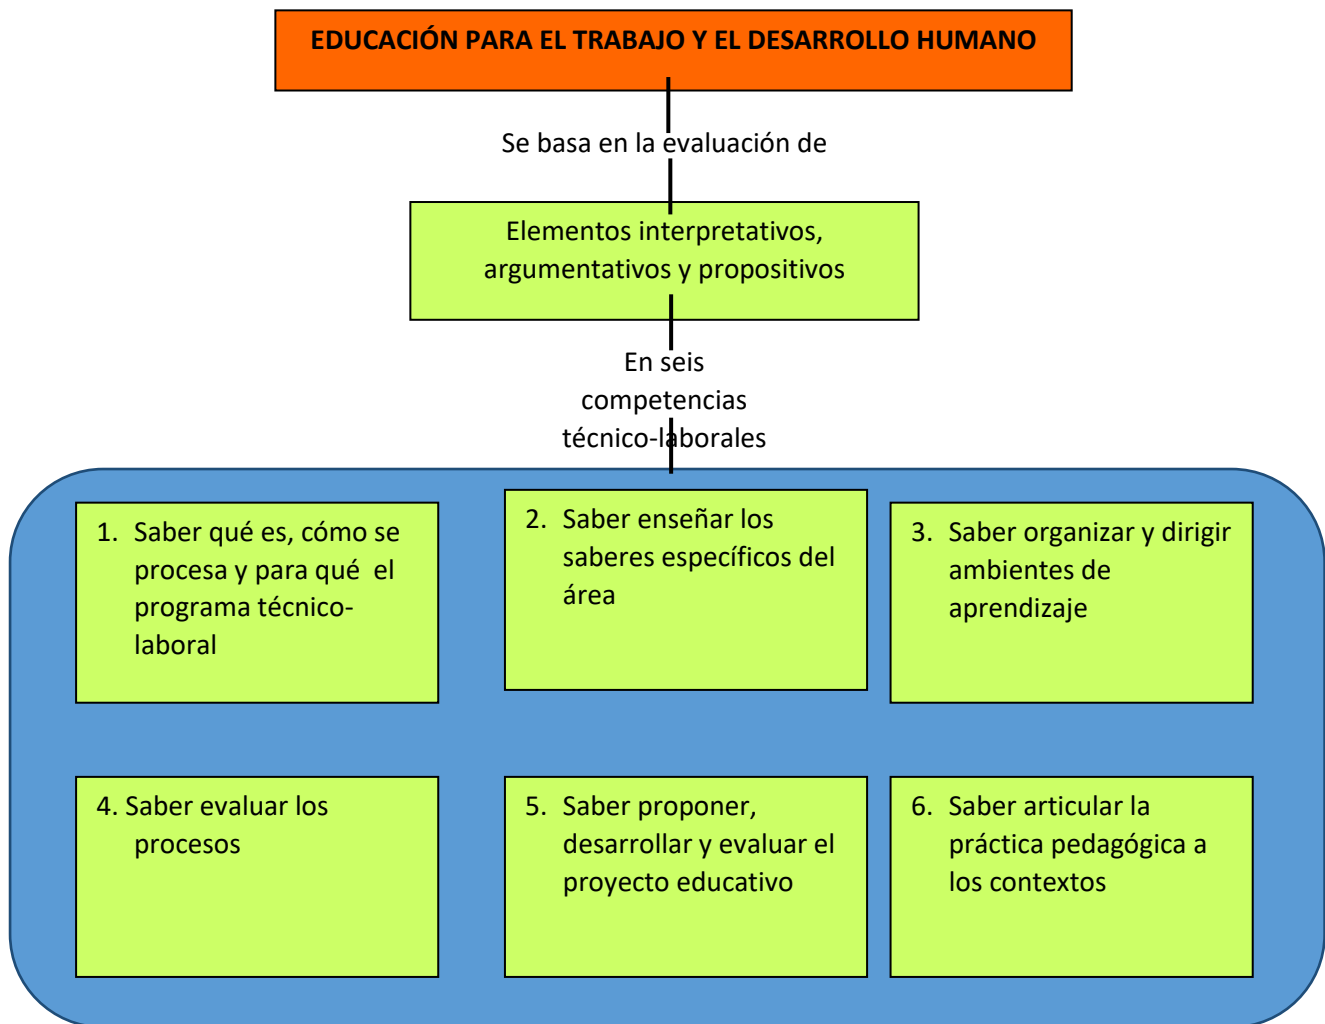 EDUCACIÓN PARA EL TRABAJO Y EL DESARROLLO HUMANO
Se basa en la evaluación de
Elementos interpretativos,
argumentativos y propositivos
En seis
competencias
técnico-laborales
1. Saber qué es, cómo se
procesa y para qué el
programa técnico-
laboral
2. Saber enseñar los
saberes específicos del
área
3. Saber organizar y dirigir
ambientes de
aprendizaje
4. Saber evaluar los
procesos
5. Saber proponer,
desarrollar y evaluar el
proyecto educativo
6. Saber articular la
práctica pedagógica a
los contextos